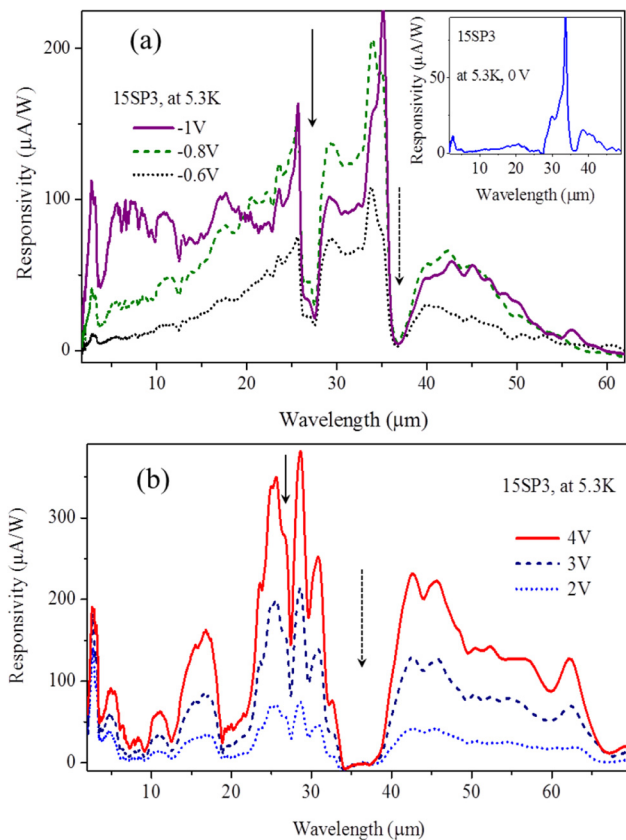 (a)
15SP3, at 5.3K
-1V
-0.8V
-0.6V
Responsivity (μA/W)
200
100
0
10 20 30 40 50 60
Wavelength (μm)
15SP3
at 5.3K, 0 V
Responsivity (μA/W)
50
0
10 20 30 40
Wavelength (μm)
(b)
15SP3, at 5.3K
4V
3V
2V
Responsivity (μA/W)
300
200
100
0
10 20 30 40 50 60
Wavelength (μm)